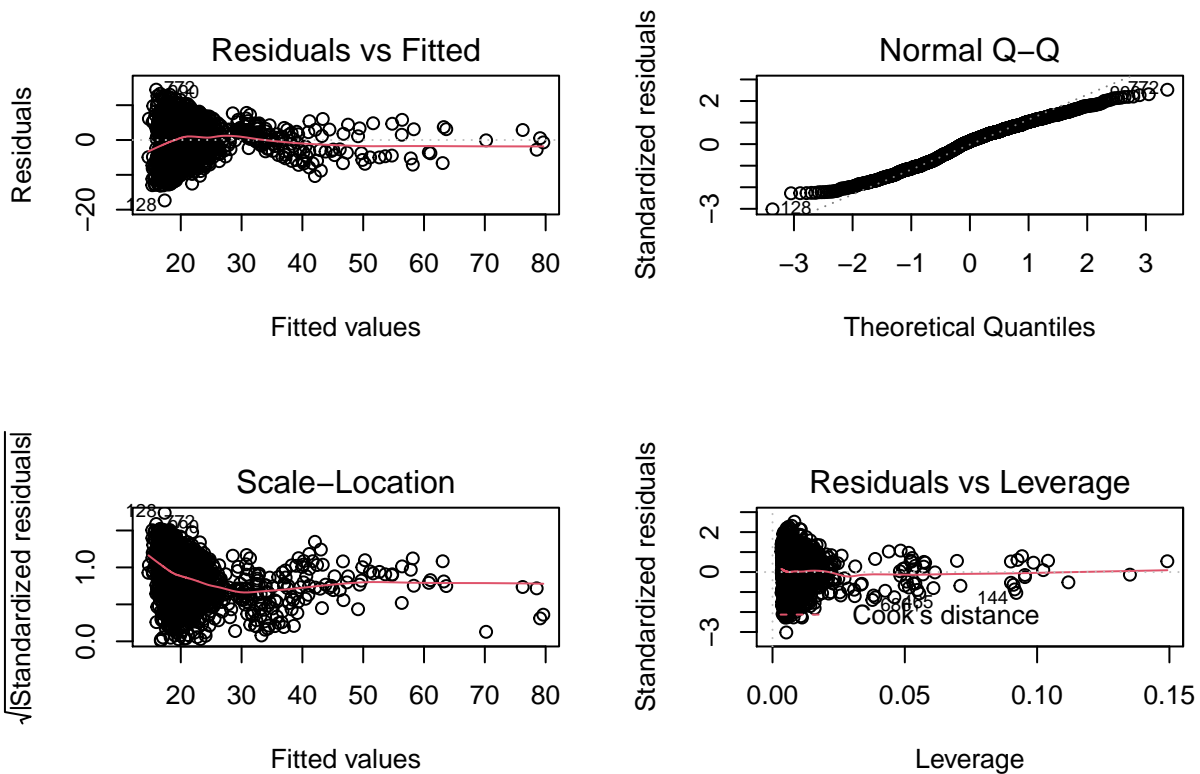 Residuals vs Fitted
Residuals
0
−20
772
128
20 30 40 50 60 70 80
Fitted values
Normal Q−Q
Standardized residuals
2
0
−3
772
128
−3 −2 −1 0 1 2 3
Theoretical Quantiles
Scale−Location
√|Standardized residuals|
1.0
0.0
128
772
20 30 40 50 60 70 80
Fitted values
Residuals vs Leverage
Standardized residuals
2
0
−3
144
Cook's distance
0.00 0.05 0.10 0.15
Leverage